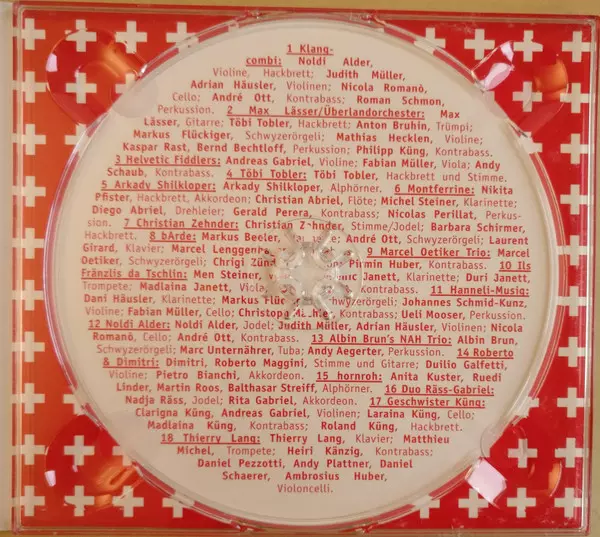 1 Klang-
combi: Noldi Alder,
Violine, Hackbrett; Judith Müller,
Adrian Häusler, Violinen; Nicola Romanò,
Cello; André Ott, Kontrabass; Roman Schmon,
Perkussion. 2 Max Lässer/Überlandorchester: Max
Lässer, Gitarre; Töbi Tobler, Hackbrett; Anton Bruhin, Trümpi;
Markus Flückiger, Schwyzerörgeli; Mathias Hecklen, Violine;
Kaspar Rast, Bernd Bechtloff, Perkussion; Philipp Küng, Kontrabass.
3 Helvetic Fiddlers: Andreas Gabriel, Violine; Fabian Müller, Viola; Andy
Schaub, Kontrabass. 4 Töbi Tobler: Töbi Tobler, Hackbrett und Stimme.
5 Arkady Shilkloper: Arkady Shilkloper, Alphörner. 6 Montferrine: Nikita
Pfister, Hackbrett, Akkordeon; Christian Abriel, Flöte; Michel Steiner, Klarinette;
Diego Abriel, Drehleier; Gerald Perera, Kontrabass; Nicolas Perillat, Perkus-
sion. 7 Christian Zehnder: Christian Zehnder, Stimme/Jodel; Barbara Schirmer,
Hackbrett. 8 bArde: Markus Beeler, André Ott, Schwyzerörgeli; Laurent
Girard, Klavier; Marcel 9 Marcel Oetiker Trio: Marcel
Oetiker, Schwyzerörgeli; Pirmin Huber, Kontrabass. 10 Ils
Fränzlis da Tschlin: Men Steiner, Janett, Klarinette; Duri Janett,
Trompete; Madlaina Janett, Kontrabass. 11 Hanneli-Musig:
Dani Häusler, Klarinette; Markus Schwyzerörgeli; Johannes Schmid-Kunz,
Violine; Fabian Müller, Cello; Kontrabass; Ueli Mooser, Perkussion.
12 Noldi Alder: Noldi Alder, Jodel; Judith Müller, Adrian Häusler, Violinen; Nicola
Romanò, Cello; André Ott, Kontrabass. 13 Albin Brun's NAH Trio: Albin Brun,
Schwyzerörgeli; Marc Unternährer, Tuba; Andy Aegerter, Perkussion. 14 Roberto
& Dimitri: Dimitri, Roberto Maggini, Stimme und Gitarre; Duilio Galfetti,
Violine; Pietro Bianchi, Akkordeon. 15 hornroh: Anita Kuster, Ruedi
Linder, Martin Roos, Balthasar Streiff, Alphörner. 16 Duo Räss-Gabriel:
Nadja Räss, Jodel; Rita Gabriel, Akkordeon. 17 Geschwister Küng:
Clarigna Küng, Andreas Gabriel, Violinen; Laraina Küng, Cello;
Madlaina Küng, Kontrabass; Roland Küng, Hackbrett.
18 Thierry Lang: Thierry Lang, Klavier; Matthieu
Michel, Trompete; Heiri Känzig, Kontrabass;
Daniel Pezzotti, Andy Plattner, Daniel
Schaerer, Ambrosius Huber,
Violoncelli.